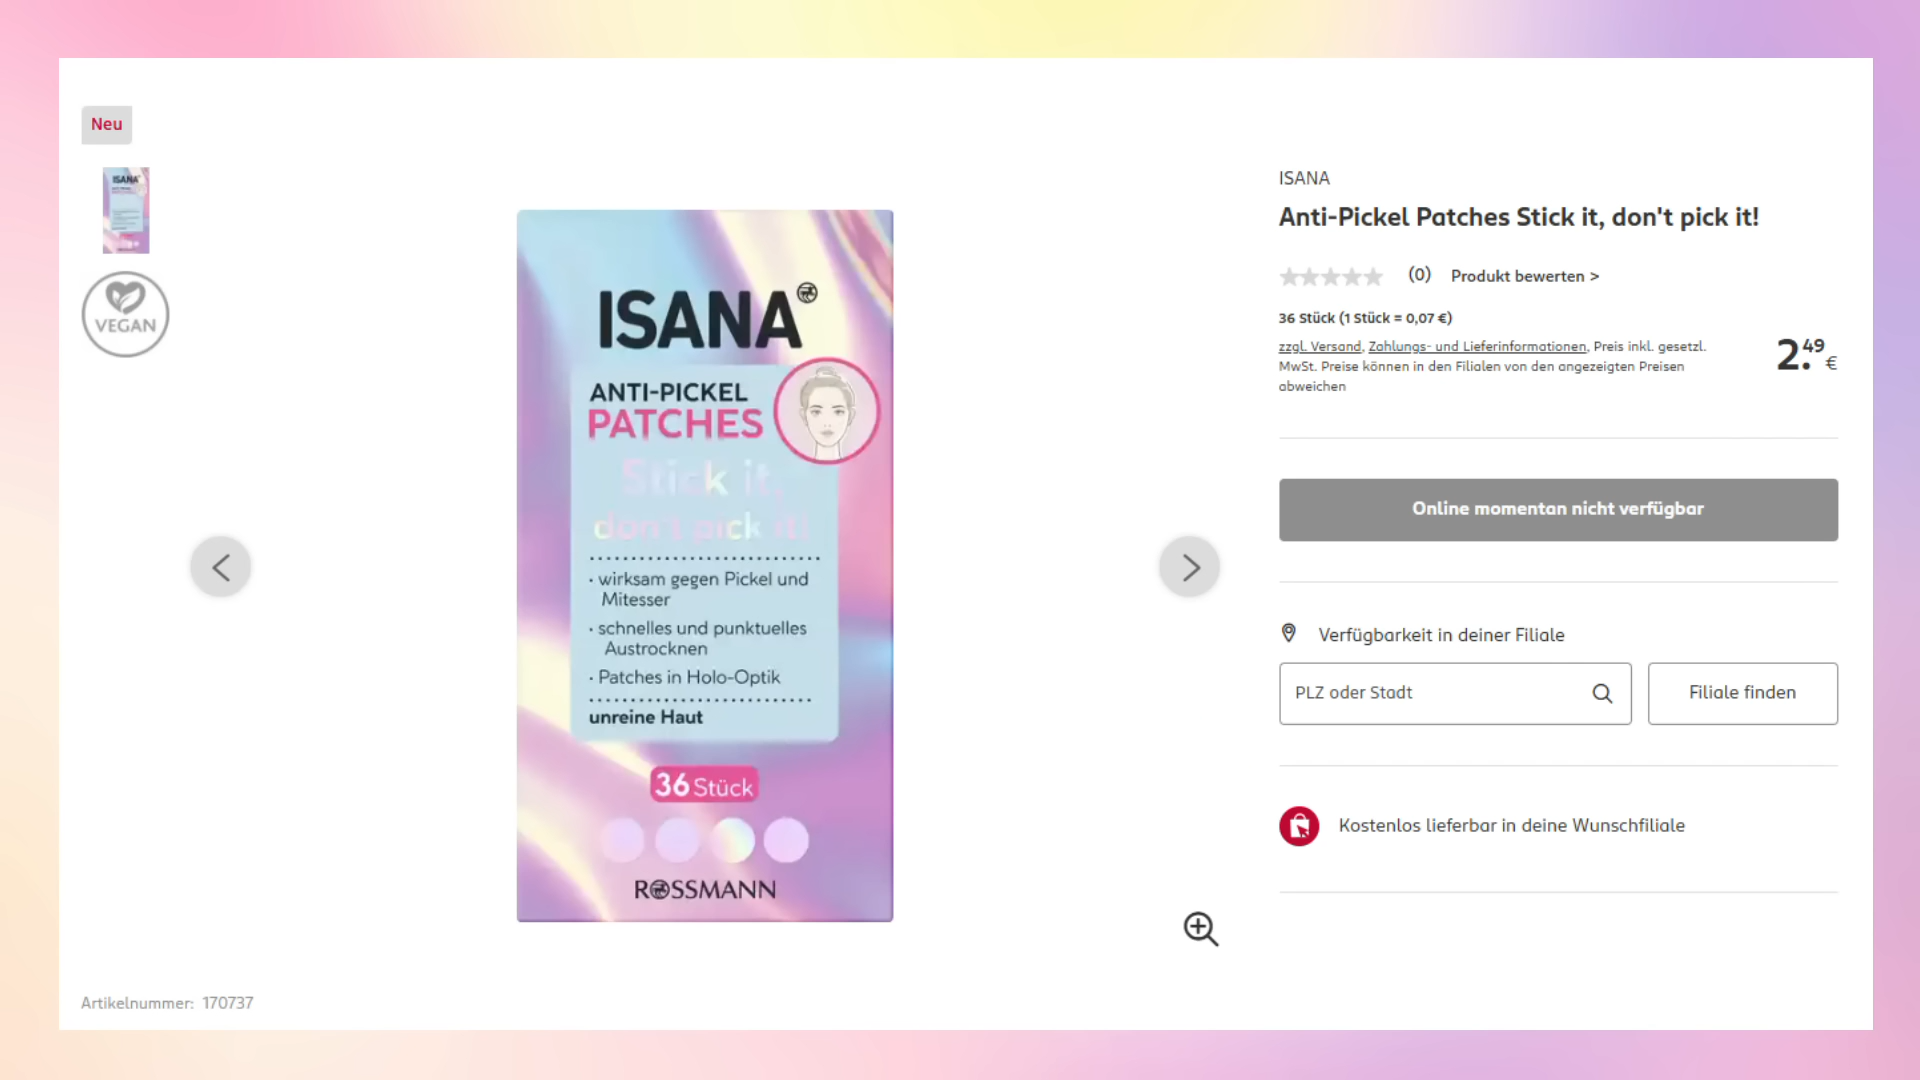 Neu
ISANA
VEGAN
ISANA
ANTI-PICKEL
PATCHES
Stick it,
don't pick it!
· wirksam gegen Pickel und
Mitesser
· schnelles und punktuelles
Austrocknen
· Patches in Holo-Optik
unreine Haut
36 Stück
ROSSMANN
Artikelnummer: 170737
ISANA
Anti-Pickel Patches Stick it, don't pick it!
(0) Produkt bewerten >
36 Stück (1 Stück = 0,07 €)
zzgl. Versand, Zahlungs- und Lieferinformationen, Preis inkl. gesetzl.
MwSt. Preise können in den Filialen von den angezeigten Preisen
abweichen
2.49 €
Online momentan nicht verfügbar
Verfügbarkeit in deiner Filiale
PLZ oder Stadt
Filiale finden
Kostenlos lieferbar in deine Wunschfiliale